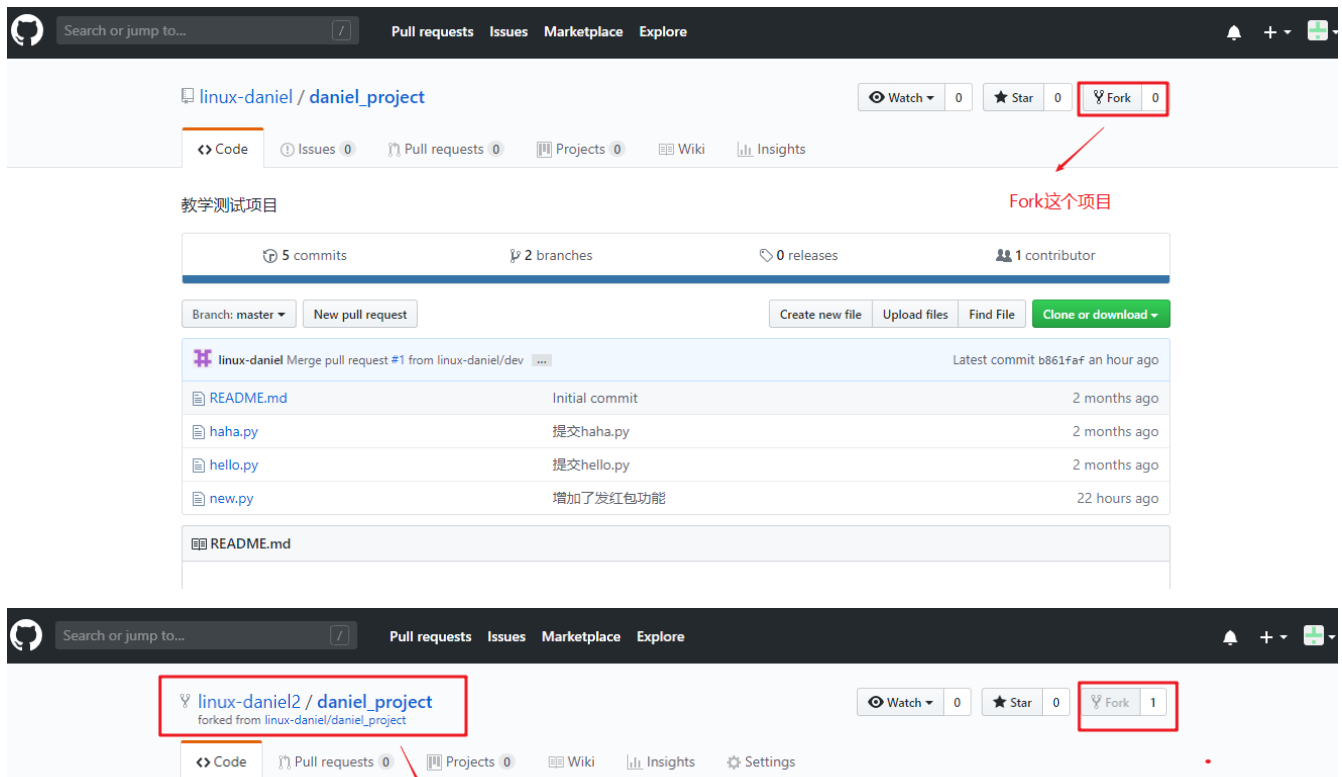 Search or jump to... / Pull requests Issues Marketplace Explore
linux-daniel / daniel_project Watch 0 Star 0 Fork 0
Code Issues 0 Pull requests 0 Projects 0 Wiki Insights
教学测试项目 Fork这个项目
5 commits 2 branches 0 releases 1 contributor
Branch: master New pull request Create new file Upload files Find File Clone or download
linux-daniel Merge pull request #1 from linux-daniel/dev ... Latest commit b861faf an hour ago
README.md Initial commit 2 months ago
haha.py 提交haha.py 2 months ago
hello.py 提交hello.py 2 months ago
new.py 增加了发红包功能 22 hours ago
README.md
Search or jump to... / Pull requests Issues Marketplace Explore
linux-daniel2 / daniel_project Watch 0 Star 0 Fork 1
forked from linux-daniel/daniel_project
Code Pull requests 0 Projects 0 Wiki Insights Settings